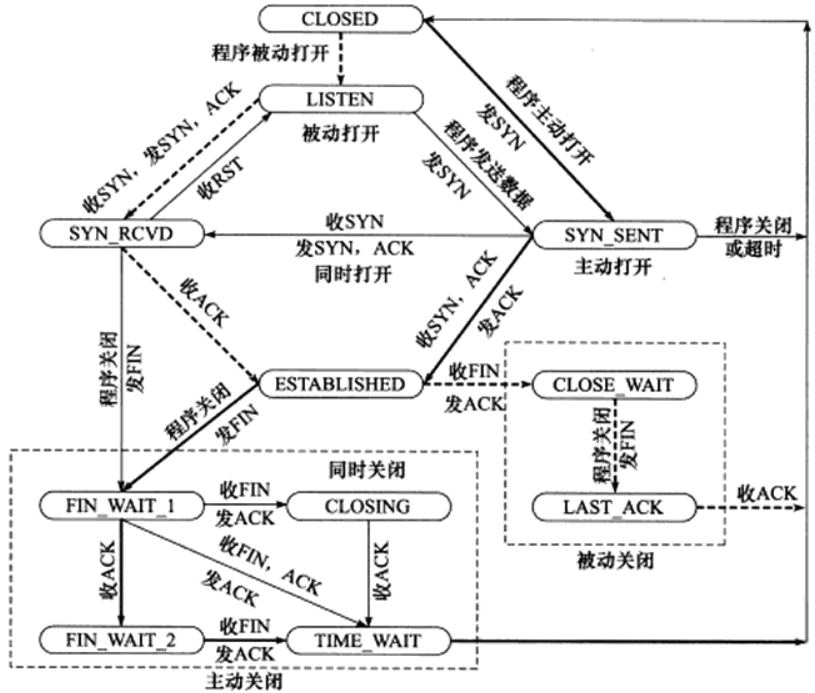 CLOSED
程序被动打开
LISTEN
被动打开
收SYN，发SYN，ACK
收RST
程序发送数据
发SYN
程序主动打开
发SYN
SYN_RCVD
收SYN
发SYN，ACK
同时打开
SYN_SENT
主动打开
程序关闭
或超时
收ACK
收SYN，ACK
发ACK
程序关闭
发FIN
ESTABLISHED
收FIN
发ACK
CLOSE_WAIT
程序关闭
发FIN
程序关闭
发FIN
LAST_ACK
收ACK
被动关闭
同时关闭
FIN_WAIT_1
收FIN
发ACK
CLOSING
收ACK
收FIN，ACK
发ACK
收ACK
FIN_WAIT_2
收FIN
发ACK
TIME_WAIT
主动关闭